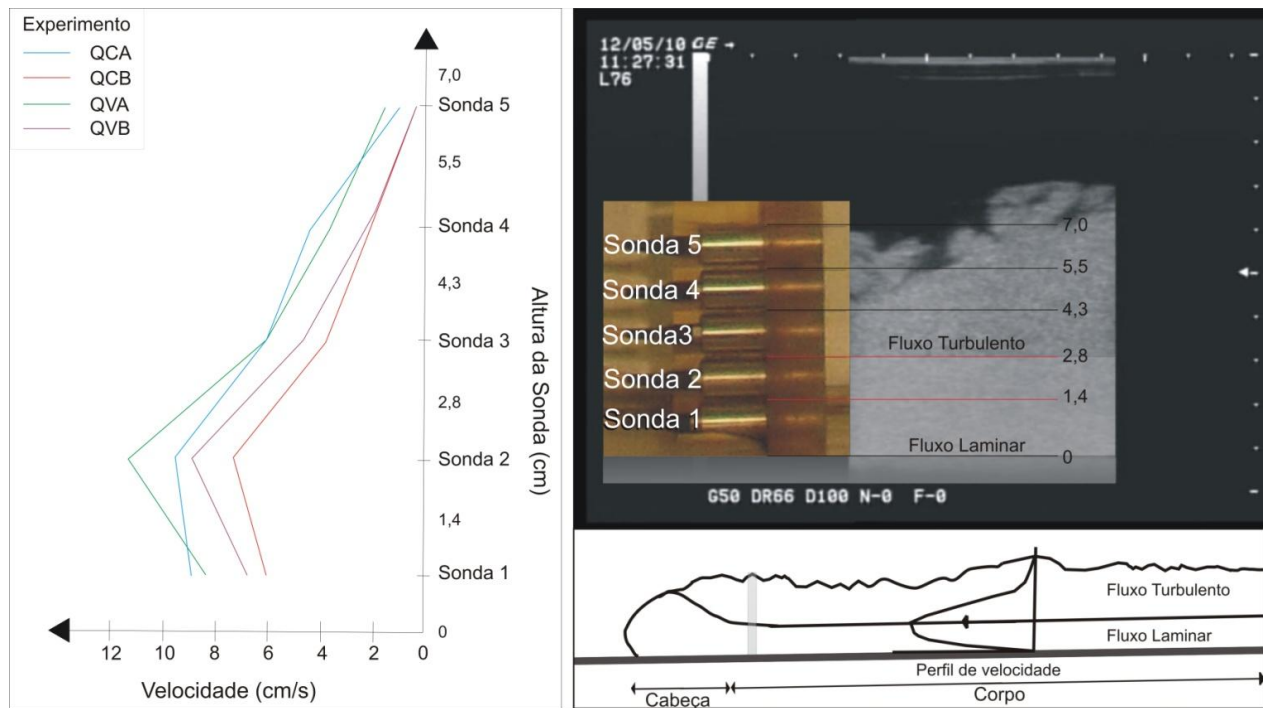 Experimento
QCA
QCB
QVA
QVB
7,0
Sonda 5
5,5
Sonda 4
4,3
Sonda 3
2,8
Sonda 2
1,4
Sonda 1
0
Altura da Sonda (cm)
12 10 8 6 4 2 0
Velocidade (cm/s)
12/05/10 GE
11:27:31
L76
Sonda 5
Sonda 4
Sonda3
Sonda 2
Sonda 1
7,0
5,5
4,3
Fluxo Turbulento
2,8
1,4
Fluxo Laminar
0
G50 DR66 D100 N-0 F-0
Fluxo Turbulento
Fluxo Laminar
Perfil de velocidade
Cabeça
Corpo